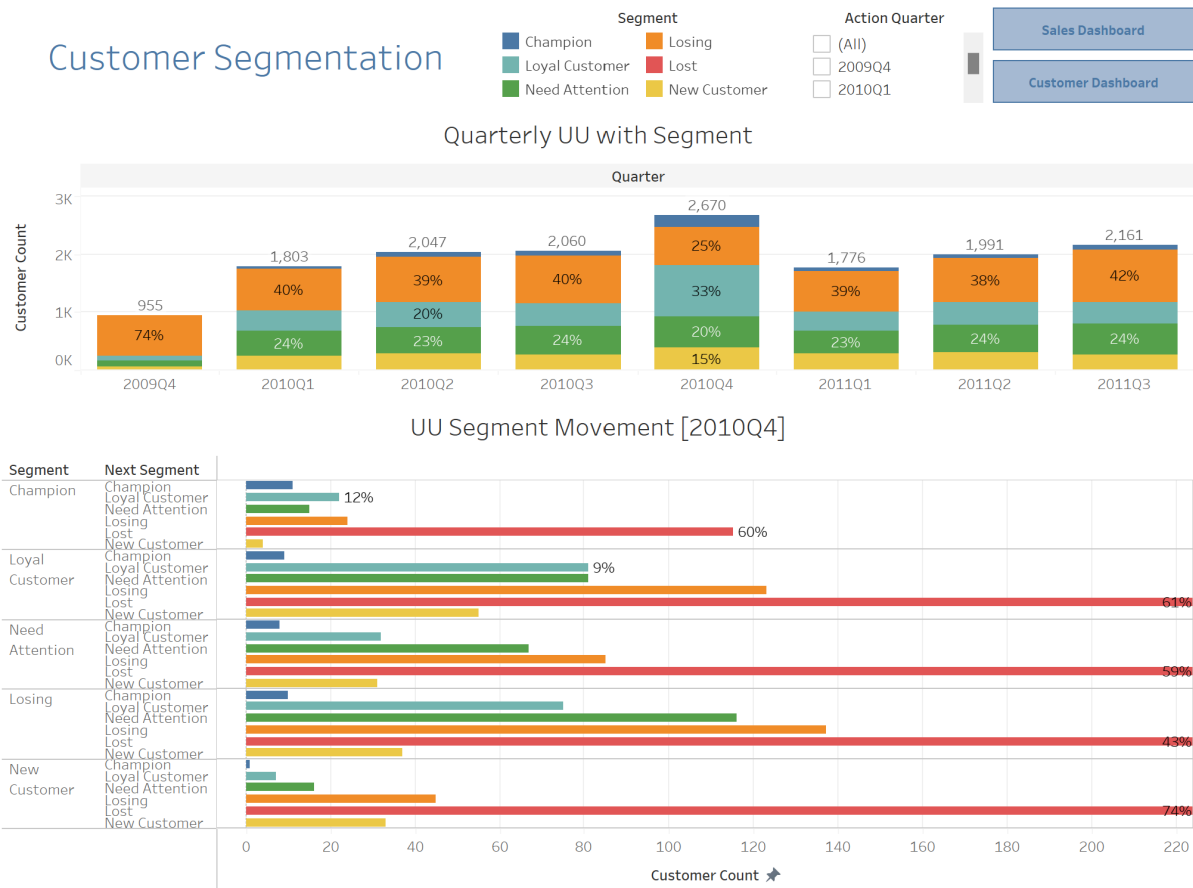 Customer Segmentation
Segment
Champion
Losing
Loyal Customer
Lost
Need Attention
New Customer
Action Quarter
(All)
2009Q4
2010Q1
Sales Dashboard
Customer Dashboard
Quarterly UU with Segment
Quarter
Customer Count
3K
2K
1K
0K
955
74%
1,803
40%
24%
2,047
39%
20%
23%
2,060
40%
24%
2,670
25%
33%
20%
15%
1,776
39%
23%
1,991
38%
24%
2,161
42%
24%
2009Q4 2010Q1 2010Q2 2010Q3 2010Q4 2011Q1 2011Q2 2011Q3
UU Segment Movement [2010Q4]
Segment Next Segment
Champion
Champion
Loyal Customer 12%
Need Attention
Losing
Lost 60%
New Customer
Loyal
Customer
Champion
Loyal Customer 9%
Need Attention
Losing
Lost 61%
New Customer
Need
Attention
Champion
Loyal Customer
Need Attention
Losing
Lost 59%
New Customer
Losing
Champion
Loyal Customer
Need Attention
Losing
Lost 43%
New Customer
New
Customer
Champion
Loyal Customer
Need Attention
Losing
Lost 74%
New Customer
0 20 40 60 80 100 120 140 160 180 200 220
Customer Count